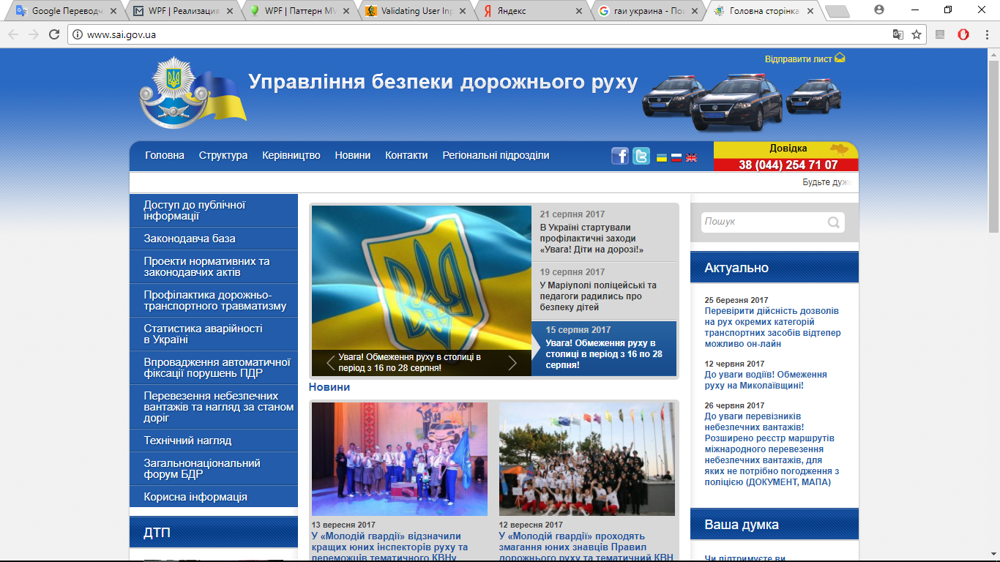 Google Переводч
WPF | Реализация
WPF | Паттерн MV
Validating User Inp
Яндекс
гаи украина - Пои
Головна сторінка
www.sai.gov.ua
Відправити лист
Управління безпеки дорожнього руху
Головна Структура Керівництво Новини Контакти Регіональні підрозділи
Довідка
38 (044) 254 71 07
Будьте дуже
Доступ до публічної
інформації
Законодавча база
Проекти нормативних та
законодавчих актів
Профілактика дорожньо-
транспортного травматизму
Статистика аварійності
в Україні
Впровадження автоматичної
фіксації порушень ПДР
Перевезення небезпечних
вантажів та нагляд за станом
доріг
Технічний нагляд
Загальнонаціональний
форум БДР
Корисна інформація
ДТП
Увага! Обмеження руху в столиці в
період з 16 по 28 серпня!
21 серпня 2017
В Україні стартували
профілактичні заходи
«Увага! Діти на дорозі!»
19 серпня 2017
У Маріуполі поліцейські та
педагоги радились про
безпеку дітей
15 серпня 2017
Увага! Обмеження руху в
столиці в період з 16 по 28
серпня!
Новини
13 вересня 2017
У «Молодій гвардії» відзначили
кращих юних інспекторів руху та
переможців тематичного КВНу
12 вересня 2017
У «Молодій гвардії» проходять
змагання юних знавців Правил
дорожнього руху та тематичний КВН
Пошук
Актуально
25 березня 2017
Перевірити дійсність дозволів
на рух окремих категорій
транспортних засобів відтепер
можливо он-лайн
12 червня 2017
До уваги водіїв! Обмеження
руху на Миколаївщині!
26 червня 2017
До уваги перевізників
небезпечних вантажів!
Розширено реєстр маршрутів
міжнародного перевезення
небезпечних вантажів, для
яких не потрібно погодження з
поліцією (ДОКУМЕНТ, МАПА)
Ваша думка
Чи підтримуєте ви